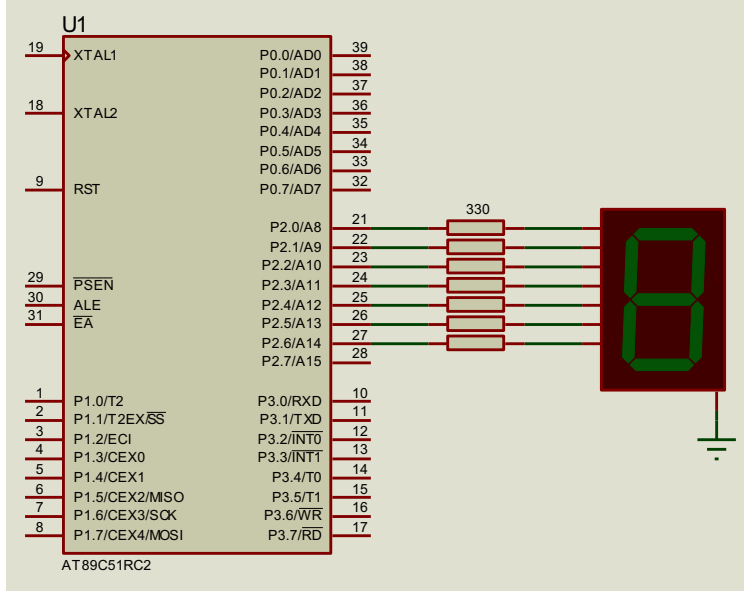 U1
19 XTAL1 P0.0/AD0 39
P0.1/AD1 38
P0.2/AD2 37
18 XTAL2 P0.3/AD3 36
P0.4/AD4 35
P0.5/AD5 34
P0.6/AD6 33
9 RST P0.7/AD7 32
330
P2.0/A8 21
P2.1/A9 22
P2.2/A10 23
29 PSEN P2.3/A11 24
30 ALE P2.4/A12 25
31 EA P2.5/A13 26
P2.6/A14 27
P2.7/A15 28
1 P1.0/T2 P3.0/RXD 10
2 P1.1/T2EX/SS P3.1/TXD 11
3 P1.2/ECI P3.2/INT0 12
4 P1.3/CEX0 P3.3/INT1 13
5 P1.4/CEX1 P3.4/T0 14
6 P1.5/CEX2/MISO P3.5/T1 15
7 P1.6/CEX3/SCK P3.6/WR 16
8 P1.7/CEX4/MOSI P3.7/RD 17
AT89C51RC2